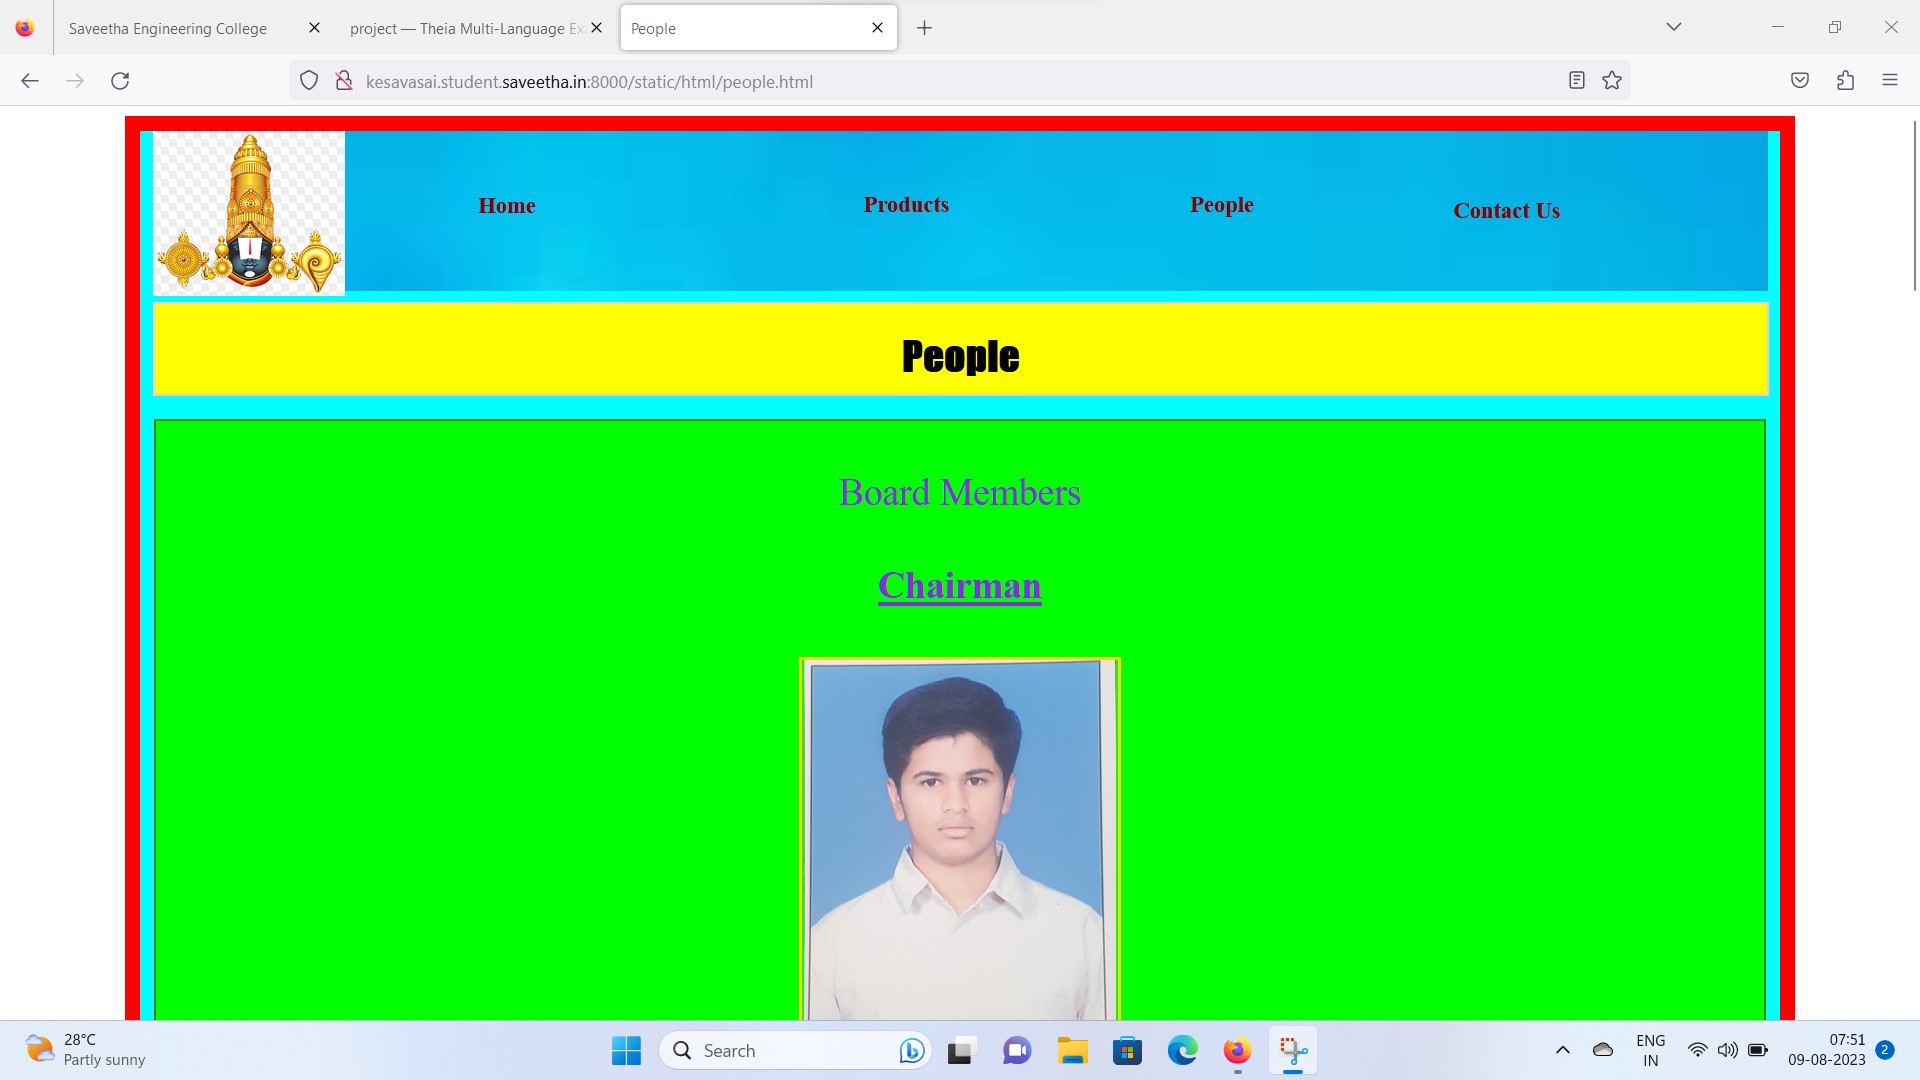 Saveetha Engineering College
project — Theia Multi-Language Ex
People
kesavasai.student.saveetha.in:8000/static/html/people.html
Home Products People Contact Us
People
Board Members
Chairman
28°C
Partly sunny
Search
ENG
IN
07:51
09-08-2023
2